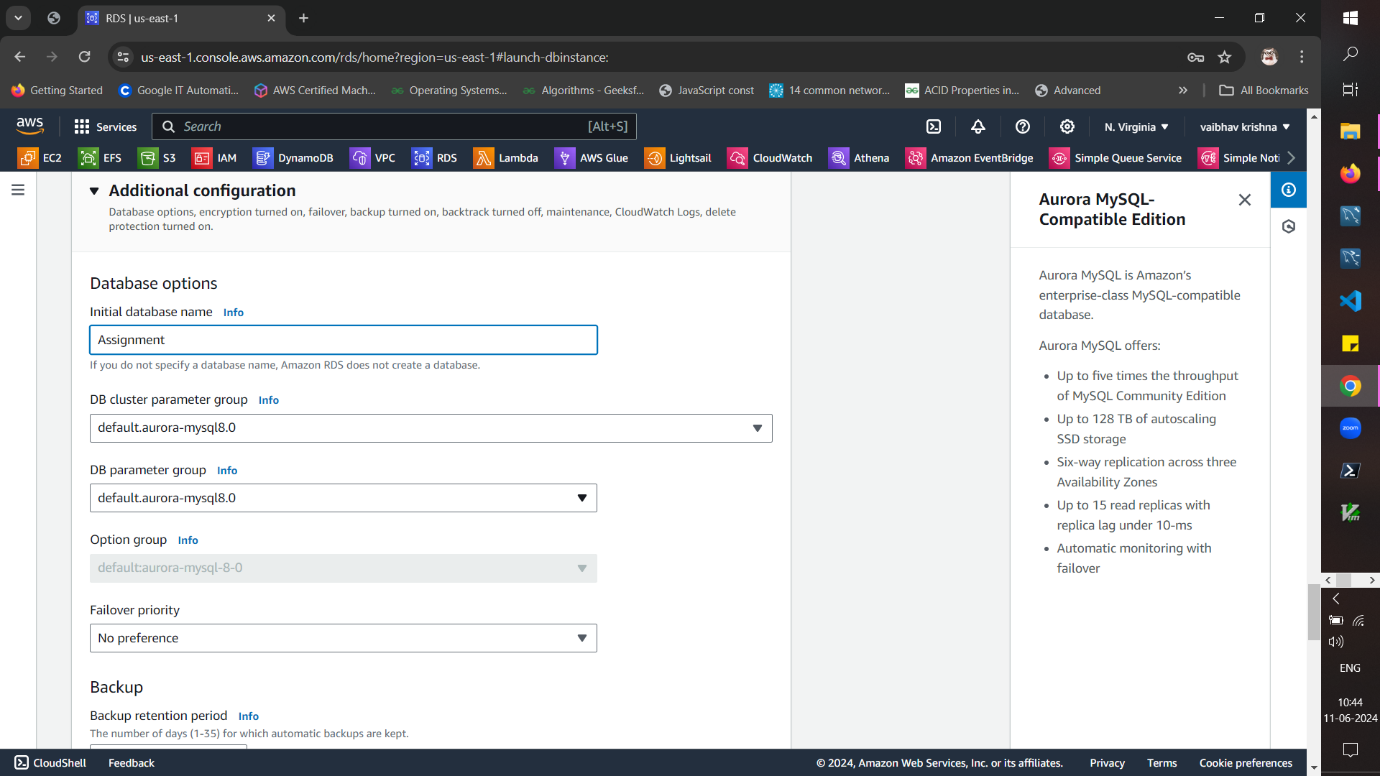 RDS | us-east-1
us-east-1.console.aws.amazon.com/rds/home?region=us-east-1#launch-dbinstance:
Getting Started
Google IT Automati...
AWS Certified Mach...
Operating Systems...
Algorithms - Geeksf...
JavaScript const
14 common networ...
ACID Properties in...
Advanced
All Bookmarks
aws
Services
Search
[Alt+S]
N. Virginia
vaibhav krishna
EC2
EFS
S3
IAM
DynamoDB
VPC
RDS
Lambda
AWS Glue
Lightsail
CloudWatch
Athena
Amazon EventBridge
Simple Queue Service
Simple Noti
Additional configuration
Database options, encryption turned on, failover, backup turned on, backtrack turned off, maintenance, CloudWatch Logs, delete
protection turned on.
Database options
Initial database name Info
Assignment
If you do not specify a database name, Amazon RDS does not create a database.
DB cluster parameter group Info
default.aurora-mysql8.0
DB parameter group Info
default.aurora-mysql8.0
Option group Info
default:aurora-mysql-8-0
Failover priority
No preference
Backup
Backup retention period Info
The number of days (1-35) for which automatic backups are kept.
Aurora MySQL-
Compatible Edition
Aurora MySQL is Amazon's
enterprise-class MySQL-compatible
database.
Aurora MySQL offers:
• Up to five times the throughput
of MySQL Community Edition
• Up to 128 TB of autoscaling
SSD storage
• Six-way replication across three
Availability Zones
• Up to 15 read replicas with
replica lag under 10-ms
• Automatic monitoring with
failover
CloudShell
Feedback
© 2024, Amazon Web Services, Inc. or its affiliates.
Privacy
Terms
Cookie preferences
zoom
ENG
10:44
11-06-2024